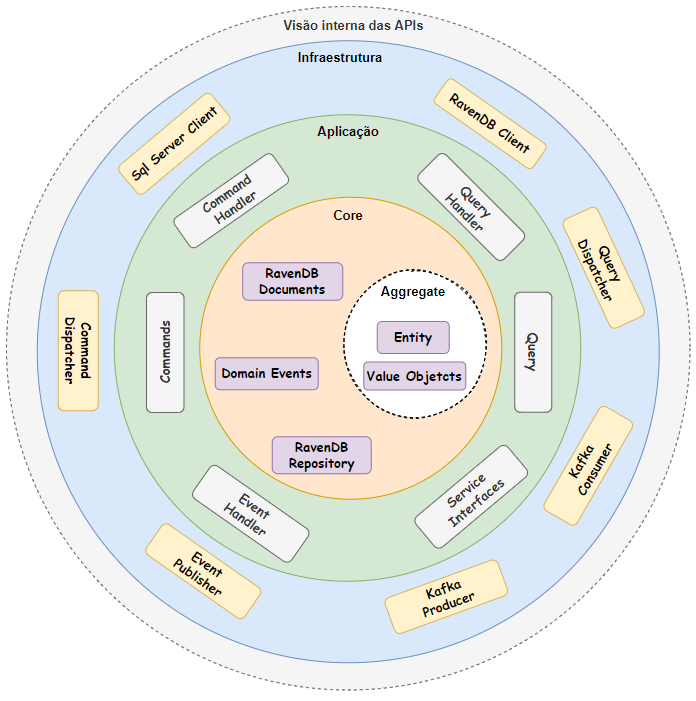 Visão interna das APIs
Infraestrutura
Sql Server Client
RavenDB Client
Aplicação
Command
Handler
Query
Handler
Core
Query
Dispatcher
RavenDB
Documents
Aggregate
Command
Dispatcher
Commands
Entity
Query
Domain Events
Value Objetcts
RavenDB
Repository
Kafka
Consumer
Event
Handler
Service
Interfaces
Event
Publisher
Kafka
Producer